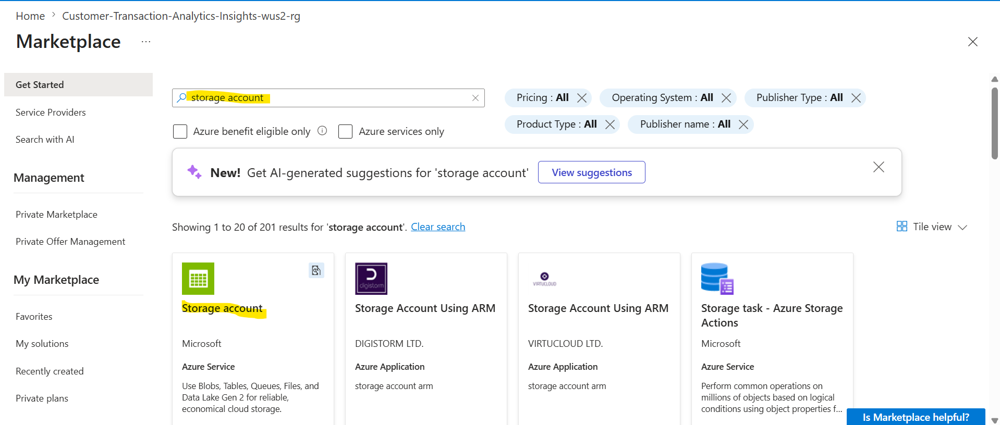 Home > Customer-Transaction-Analytics-Insights-wus2-rg
Marketplace ...
Get Started
Service Providers
Search with AI
Management
Private Marketplace
Private Offer Management
My Marketplace
Favorites
My solutions
Recently created
Private plans
storage account
Pricing : All
Operating System : All
Publisher Type : All
Azure benefit eligible only
Azure services only
Product Type : All
Publisher name : All
New! Get AI-generated suggestions for 'storage account' View suggestions
Showing 1 to 20 of 201 results for 'storage account'. Clear search
Tile view
Storage account
Microsoft
Azure Service
Use Blobs, Tables, Queues, Files, and
Data Lake Gen 2 for reliable,
economical cloud storage.
digistorm
Storage Account Using ARM
DIGISTORM LTD.
Azure Application
storage account arm
VIRTUCLOUD
Storage Account Using ARM
VIRTUCLOUD LTD.
Azure Application
storage account arm
Storage task - Azure Storage
Actions
Microsoft
Azure Service
Perform common operations on
millions of objects based on logical
conditions using object properties f...
Is Marketplace helpful?